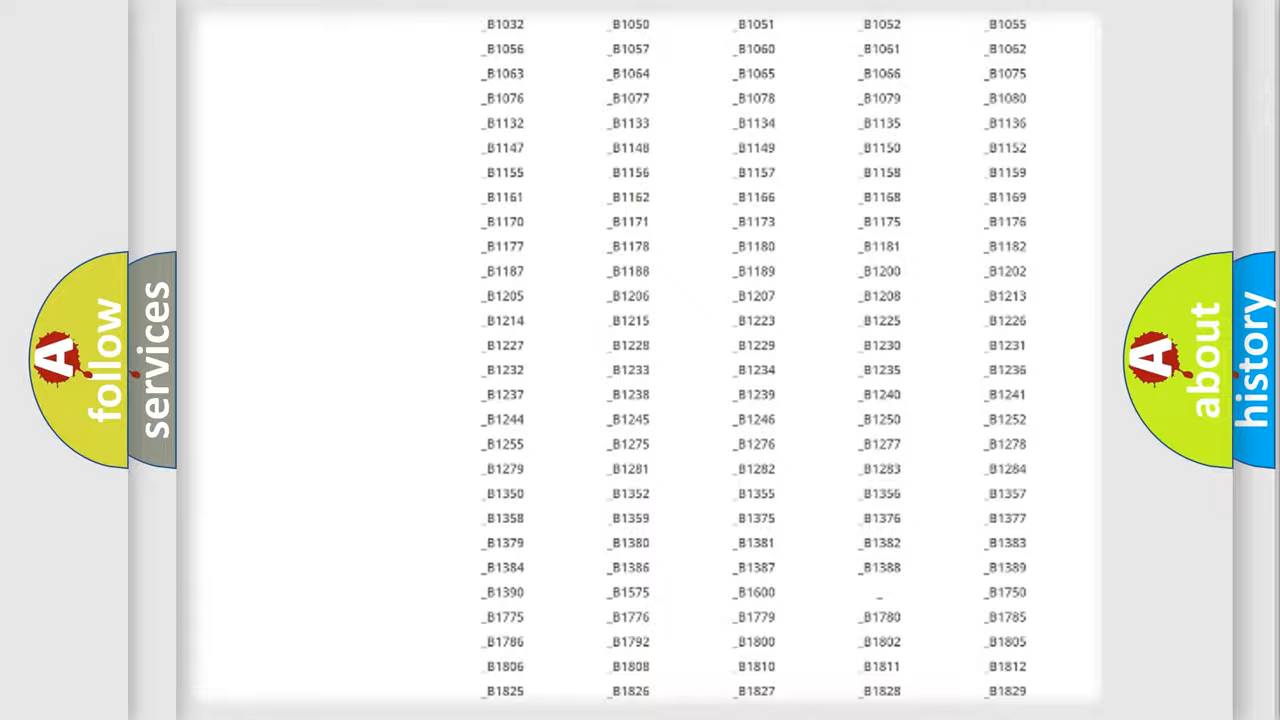 _B1032 _B1050 _B1051 _B1052 _B1055
_B1056 _B1057 _B1060 _B1061 _B1062
_B1063 _B1064 _B1065 _B1066 _B1075
_B1076 _B1077 _B1078 _B1079 _B1080
_B1132 _B1133 _B1134 _B1135 _B1136
_B1147 _B1148 _B1149 _B1150 _B1152
_B1155 _B1156 _B1157 _B1158 _B1159
_B1161 _B1162 _B1166 _B1168 _B1169
_B1170 _B1171 _B1173 _B1175 _B1176
_B1177 _B1178 _B1180 _B1181 _B1182
_B1187 _B1188 _B1189 _B1200 _B1202
_B1205 _B1206 _B1207 _B1208 _B1213
_B1214 _B1215 _B1223 _B1225 _B1226
_B1227 _B1228 _B1229 _B1230 _B1231
_B1232 _B1233 _B1234 _B1235 _B1236
_B1237 _B1238 _B1239 _B1240 _B1241
_B1244 _B1245 _B1246 _B1250 _B1252
_B1255 _B1275 _B1276 _B1277 _B1278
_B1279 _B1281 _B1282 _B1283 _B1284
_B1350 _B1352 _B1355 _B1356 _B1357
_B1358 _B1359 _B1375 _B1376 _B1377
_B1379 _B1380 _B1381 _B1382 _B1383
_B1384 _B1386 _B1387 _B1388 _B1389
_B1390 _B1575 _B1600 _ _B1750
_B1775 _B1776 _B1779 _B1780 _B1785
_B1786 _B1792 _B1800 _B1802 _B1805
_B1806 _B1808 _B1810 _B1811 _B1812
_B1825 _B1826 _B1827 _B1828 _B1829
A
follow
services
A
about
history